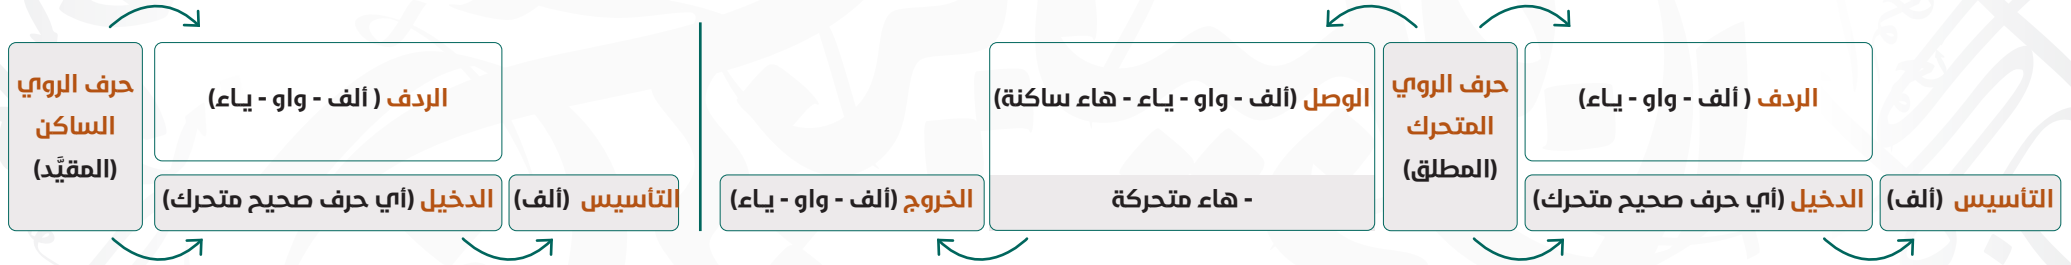 الردف ( ألف - واو - ياء)
التأسيس (ألف)
الدخيل (أي حرف صحيح متحرك)
حرف الروي
المتحرك
(المطلق)
الوصل (ألف - واو - ياء - هاء ساكنة)
- هاء متحركة
الخروج (ألف - واو - ياء)
الردف ( ألف - واو - ياء)
التأسيس (ألف)
الدخيل (أي حرف صحيح متحرك)
حرف الروي
الساكن
(المقيَّد)